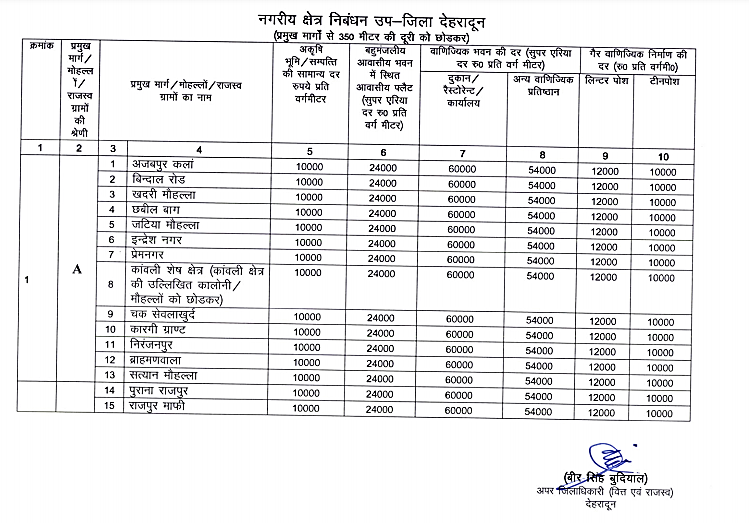 नगरीय क्षेत्र निबंधन उप–जिला देहरादून
(प्रमुख मार्गो से 350 मीटर की दूरी को छोडकर)
क्रमांक प्रमुख मार्ग/ मोहल्लों/ राजस्व ग्रामों की श्रेणी प्रमुख मार्ग/मोहल्लों/राजस्व ग्रामों का नाम अकृषि भूमि/सम्पत्ति की सामान्य दर रुपये प्रति वर्गमीटर बहुमंजलीय आवासीय भवन में स्थित आवासीय फ्लैट (सुपर एरिया दर रु0 प्रति वर्ग मीटर) वाणिज्यिक भवन की दर (सुपर एरिया दर रु0 प्रति वर्ग मीटर) गैर वाणिज्यिक निर्माण की दर (रु0 प्रति वर्गमी0)
दुकान/ रैस्टोरेन्ट/ कार्यालय अन्य वाणिज्यिक प्रतिष्ठान लिन्टर पोश टीनपोश
1 2 3 4 5 6 7 8 9 10
1 A
1 अजबपुर कलां 10000 24000 60000 54000 12000 10000
2 बिन्दाल रोड 10000 24000 60000 54000 12000 10000
3 खदरी मौहल्ला 10000 24000 60000 54000 12000 10000
4 छबील बाग 10000 24000 60000 54000 12000 10000
5 जटिया मौहल्ला 10000 24000 60000 54000 12000 10000
6 इन्द्रेश नगर 10000 24000 60000 54000 12000 10000
7 प्रेमनगर 10000 24000 60000 54000 12000 10000
8 कांवली शेष क्षेत्र (कांवली क्षेत्र 10000 24000 60000 54000 12000 10000
की उल्लिखित कालोनी/
मौहल्लों को छोडकर)
9 चक सेवलाखुर्द 10000 24000 60000 54000 12000 10000
10 कारगी ग्राण्ट 10000 24000 60000 54000 12000 10000
11 निरंजनपुर 10000 24000 60000 54000 12000 10000
12 ब्राहमणवाला 10000 24000 60000 54000 12000 10000
13 सत्यान मौहल्ला 10000 24000 60000 54000 12000 10000
14 पुराना राजपुर 10000 24000 60000 54000 12000 10000
15 राजपुर माफी 10000 24000 60000 54000 12000 10000
(बीर सिंह बुदियाल)
अपर जिलाधिकारी (वित्त एवं राजस्व)
देहरादून